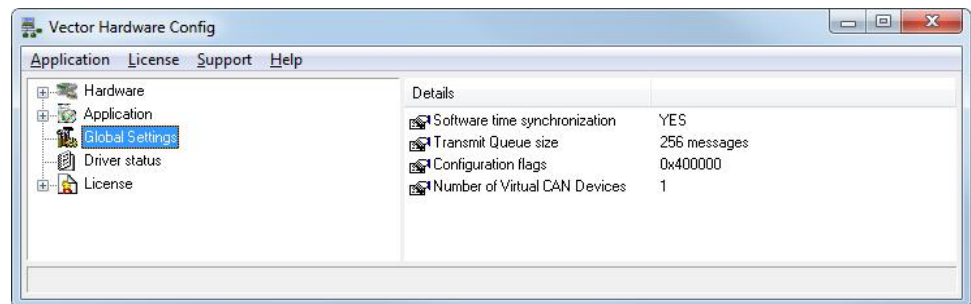 Vector Hardware Config
Application License Support Help
Hardware
Application
Global Settings
Driver status
License
Details
Software time synchronization YES
Transmit Queue size 256 messages
Configuration flags 0x400000
Number of Virtual CAN Devices 1